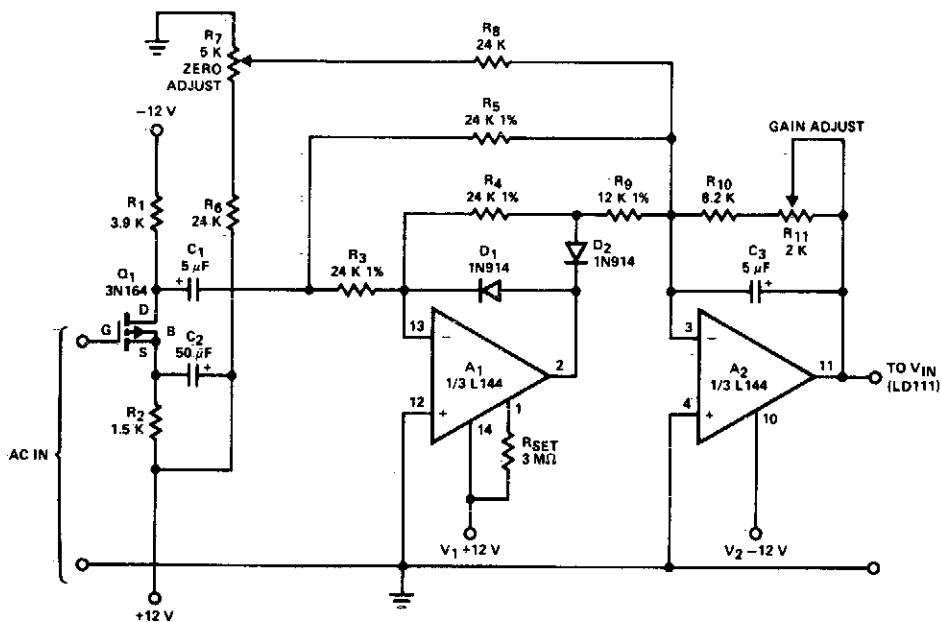 R7
5 K
ZERO
ADJUST
R8
24 K
R5
24 K 1%
GAIN ADJUST
−12 V
R1
3.9 K
R6
24 K
R4
24 K 1%
R9
12 K 1%
R10
8.2 K
R11
2 K
C1
5 μF
R3
24 K 1%
D1
1N914
D2
1N914
C3
5 μF
Q1
3N164
D
G
B
S
C2
50 μF
+
+
+
13
−
A1
1/3 L144
2
12
+
1
14
3
−
A2
1/3 L144
11
4
+
10
TO VIN
(LD111)
R2
1.5 K
RSET
3 MΩ
AC IN
V1 +12 V
V2 −12 V
+12 V